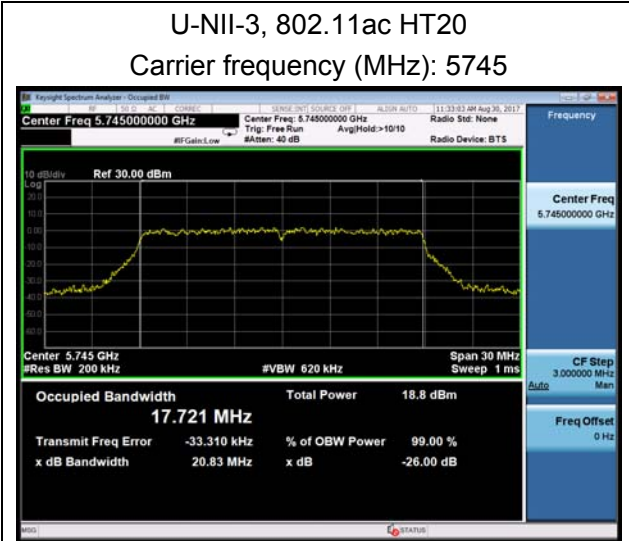 U-NII-3, 802.11ac HT20
Carrier frequency (MHz): 5745
Keysight Spectrum Analyzer - Occupied BW
RF 50 Ω AC CORREC SENSE:INT SOURCE OFF ALIGN AUTO 11:33:03 AM Aug 30, 2017
Center Freq 5.745000000 GHz
Center Freq: 5.745000000 GHz
Radio Std: None
Trig: Free Run Avg|Hold:>10/10
#IFGain:Low #Atten: 40 dB Radio Device: BTS
Frequency
10 dB/div Ref 30.00 dBm
Log
20.0
10.0
0.00
-10.0
-20.0
-30.0
-40.0
-50.0
-60.0
Center Freq
5.745000000 GHz
Center 5.745 GHz Span 30 MHz
#Res BW 200 kHz #VBW 620 kHz Sweep 1 ms
CF Step
3.000000 MHz
Auto Man
Occupied Bandwidth Total Power 18.8 dBm
17.721 MHz
Transmit Freq Error -33.310 kHz % of OBW Power 99.00 %
x dB Bandwidth 20.83 MHz x dB -26.00 dB
Freq Offset
0 Hz
MSG STATUS